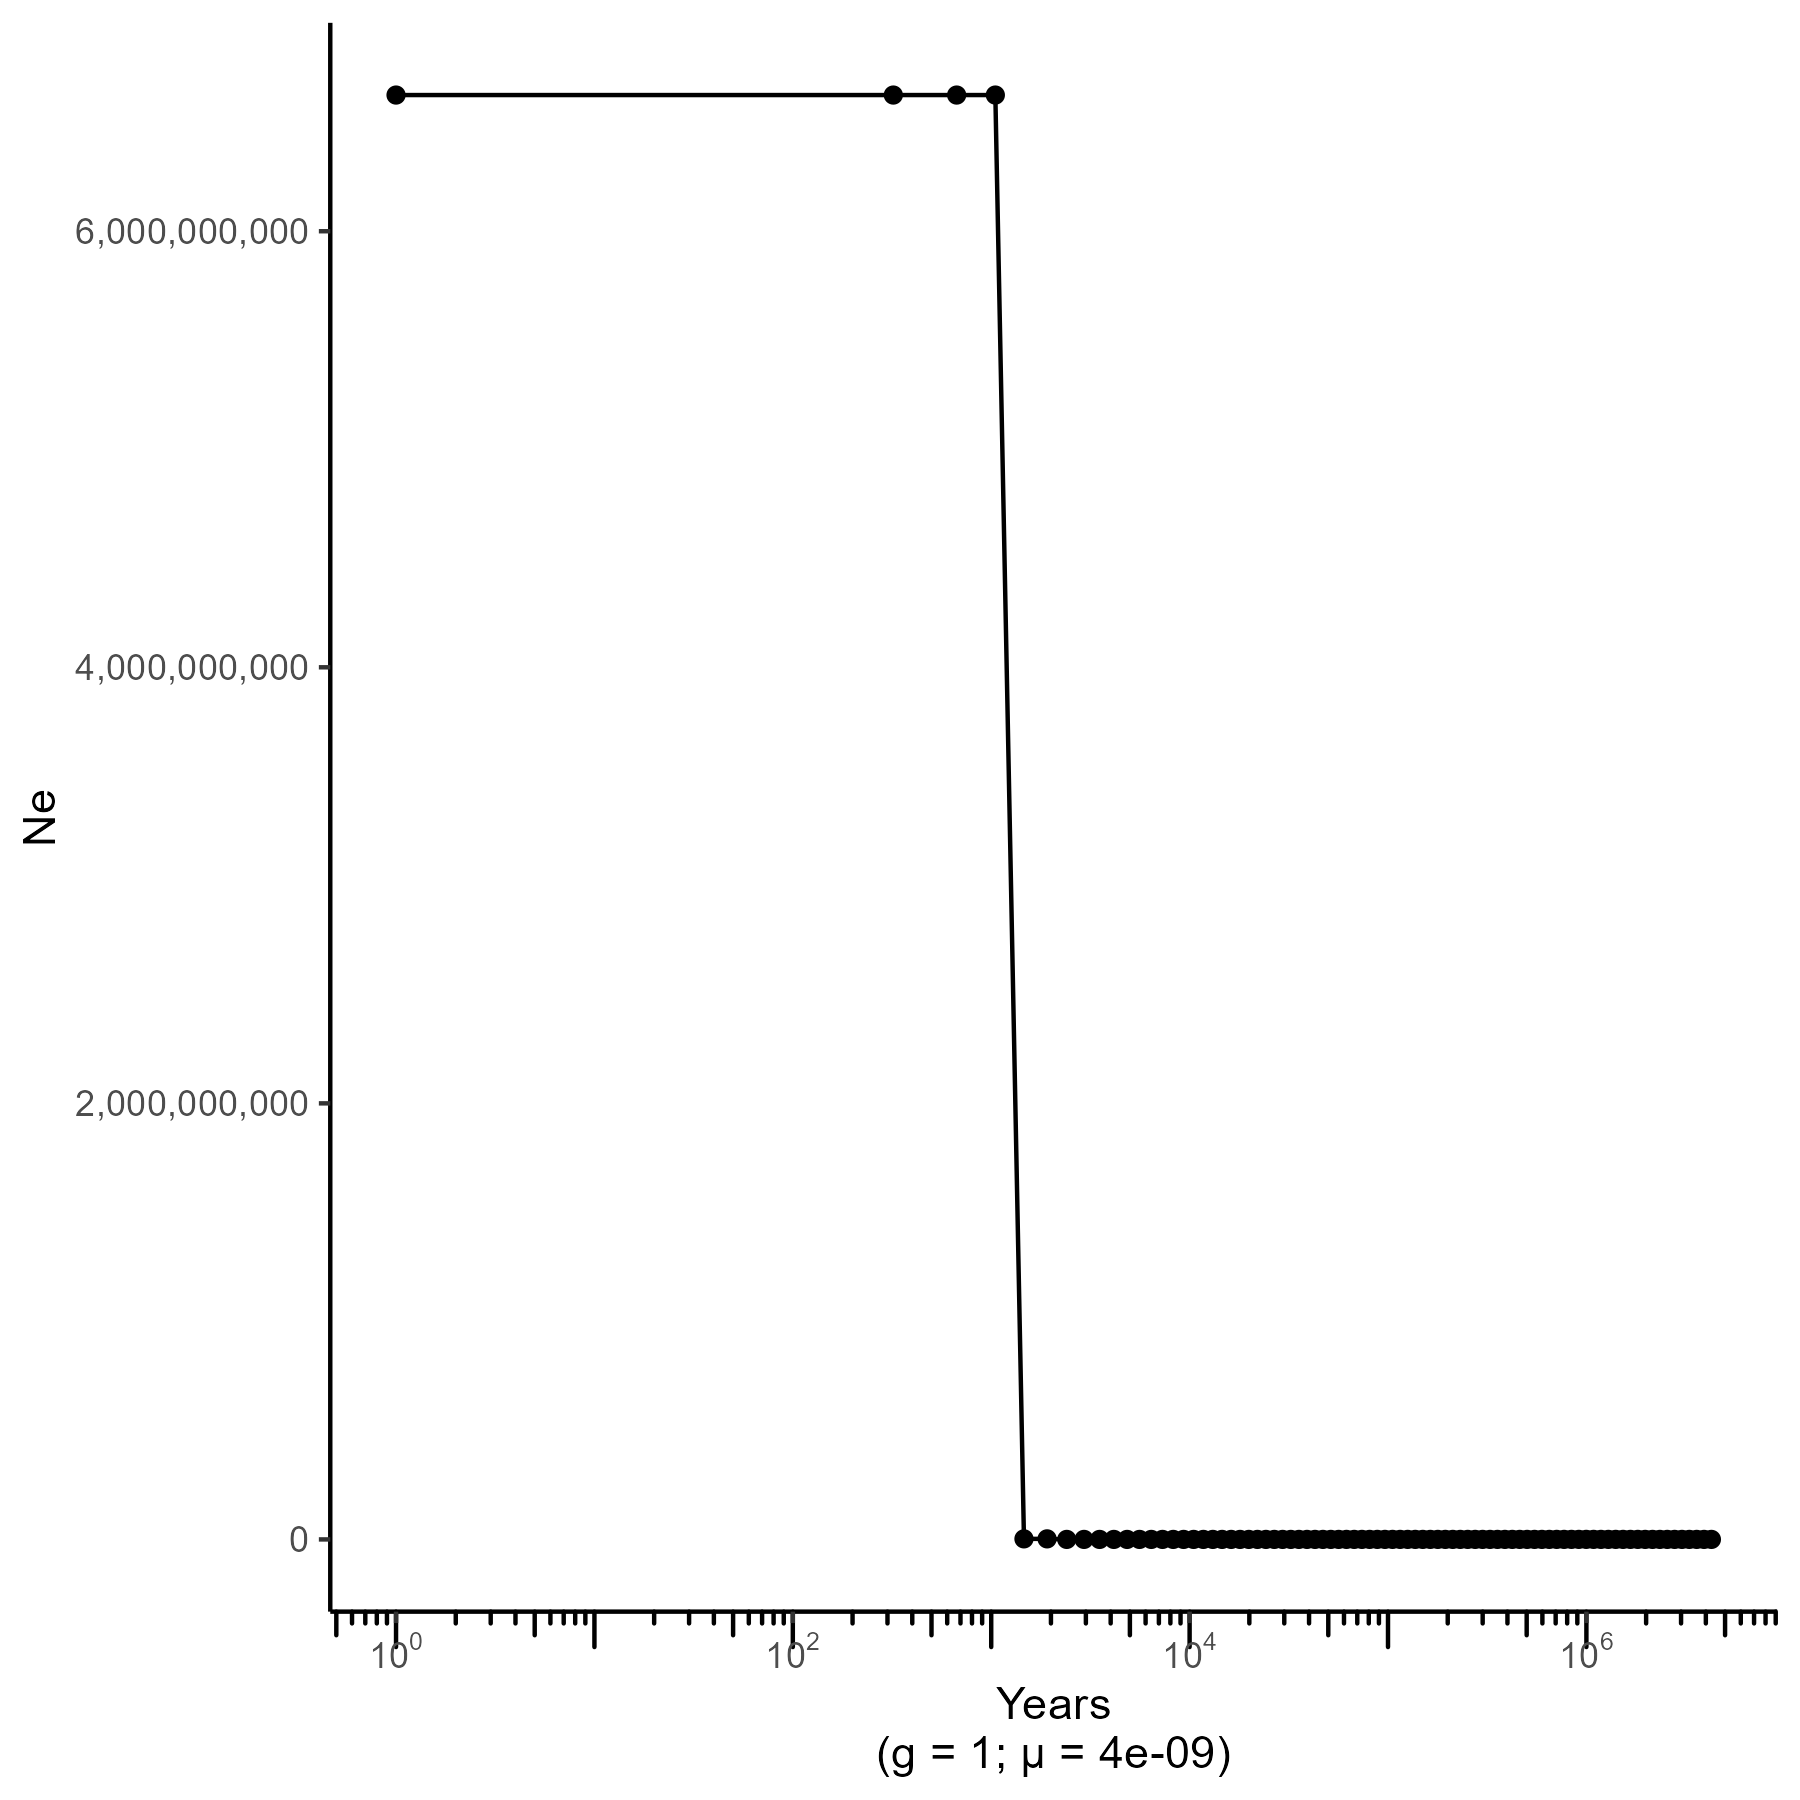 Ne
6,000,000,000
4,000,000,000
2,000,000,000
0
10⁰ 10² 10⁴ 10⁶
Years
(g = 1; μ = 4e-09)